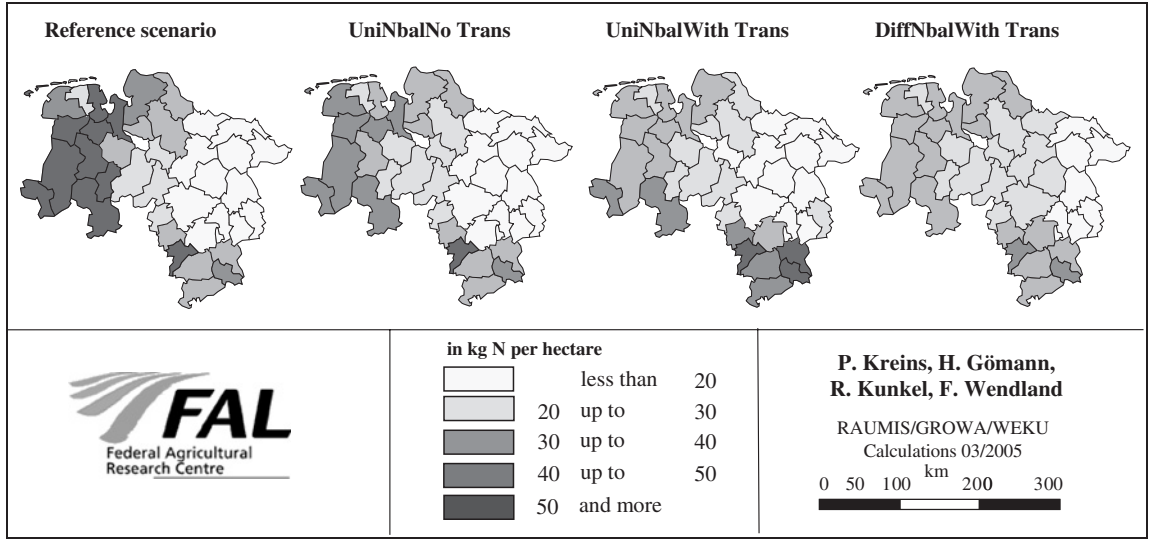 Reference scenario
UniNbalNo Trans
UniNbalWith Trans
DiffNbalWith Trans
FAL
Federal Agricultural
Research Centre
in kg N per hectare
less than 20
20 up to 30
30 up to 40
40 up to 50
50 and more
P. Kreins, H. Gömann,
R. Kunkel, F. Wendland
RAUMIS/GROWA/WEKU
Calculations 03/2005
km
0 50 100 200 300